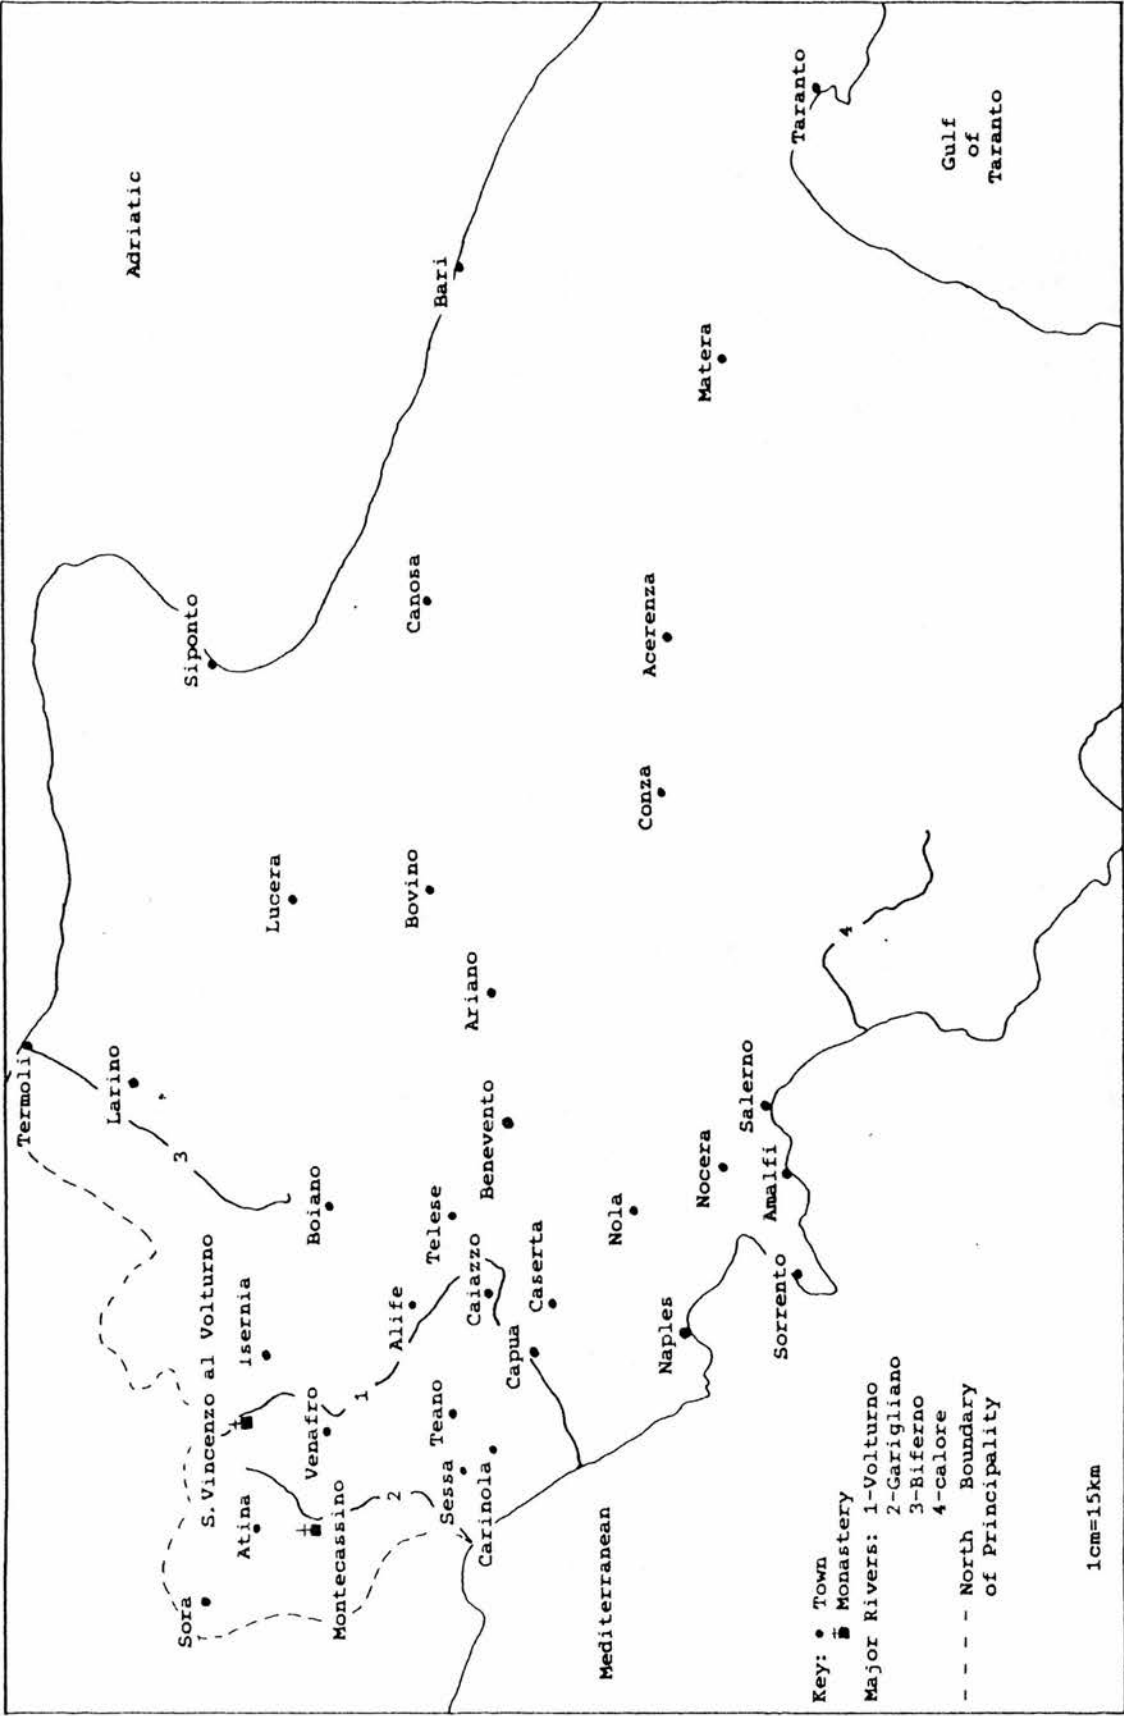 Adriatic
Termoli
Larino
3
Siponto
Bari
Taranto
Gulf
of
Taranto
Matera
Canosa
Acerenza
Conza
Lucera
Bovino
Ariano
Boiano
Benevento
Telese
S.Vincenzo al Volturno
Isernia
Alife
Caiazzo
Caserta
Capua
1
Venafro
Teano
Sora
Atina
Montecassino
2
Sessa
Carinola
Nola
Nocera
Salerno
Amalfi
Naples
Sorrento
4
Mediterranean
Key: • Town
Monastery
Major Rivers: 1-Volturno
2-Garigliano
3-Biferno
4-calore
- - - - North Boundary
of Principality
1cm=15km